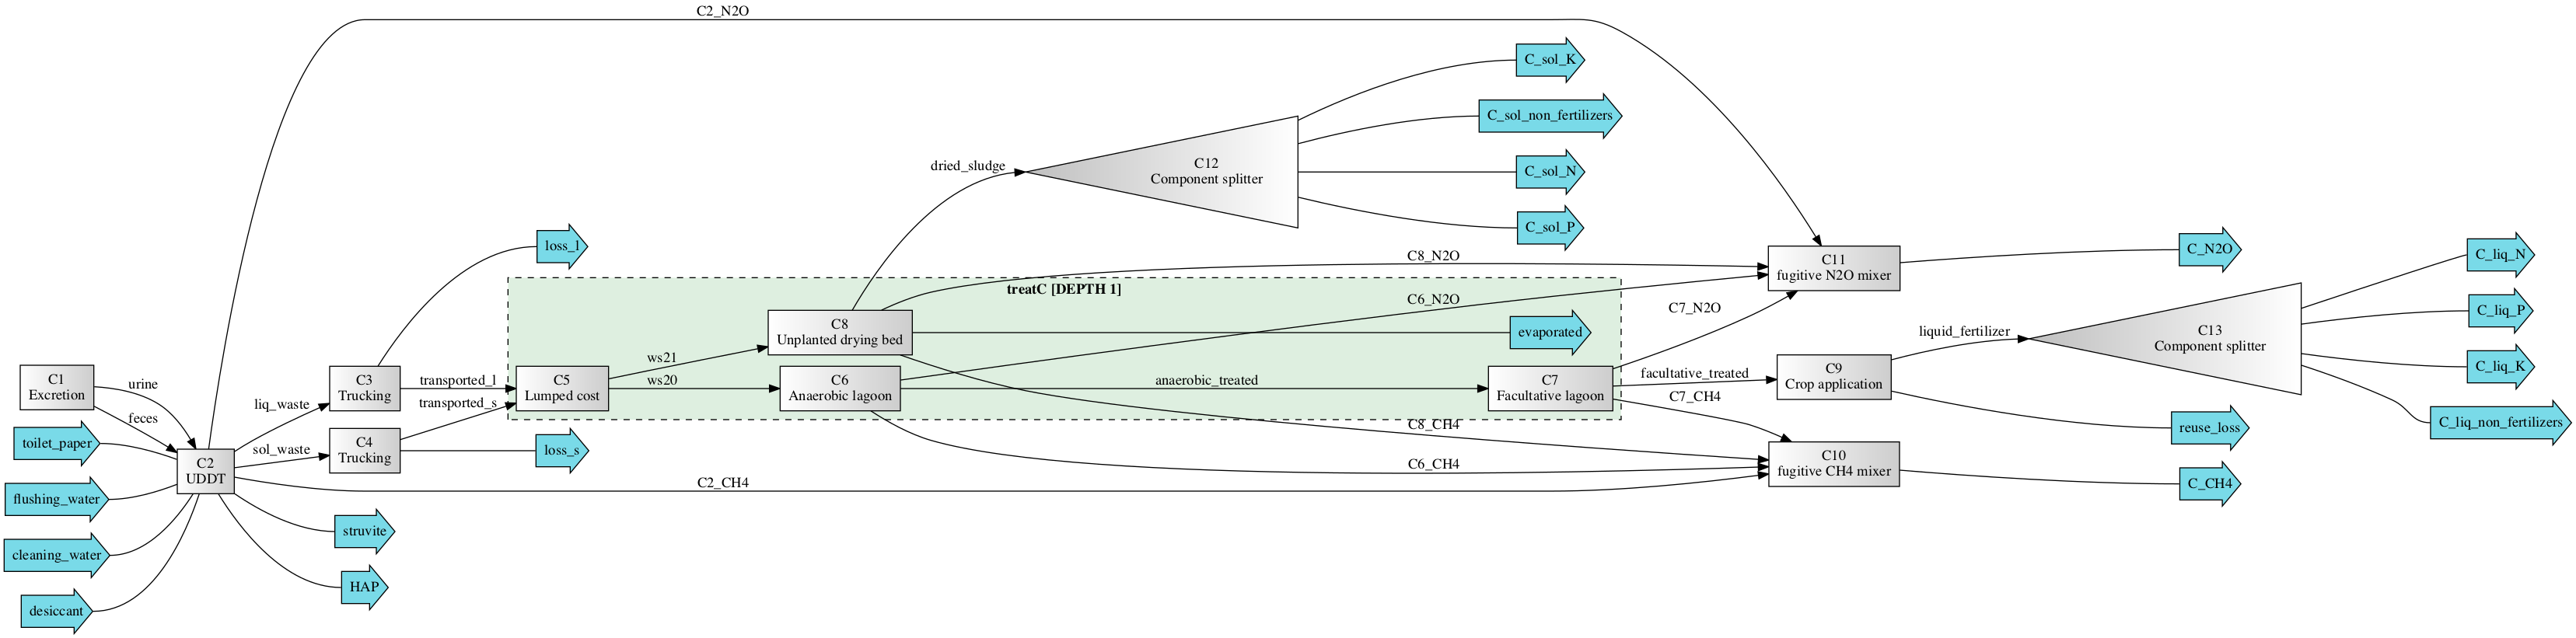 C2_N2O
C_sol_K
C_sol_non_fertilizers
dried_sludge
C12
Component splitter
C_sol_N
C_sol_P
loss_l
C8_N2O
C11
fugitive N2O mixer
C_N2O
C_liq_N
treatC [DEPTH 1]
C6_N2O
C7_N2O
C8
Unplanted drying bed
evaporated
liquid_fertilizer
C13
Component splitter
C_liq_P
C1
Excretion
urine
feces
C3
Trucking
transported_l
C5
Lumped cost
ws21
ws20
C6
Anaerobic lagoon
anaerobic_treated
C7
Facultative lagoon
facultative_treated
C9
Crop application
C_liq_K
liq_waste
transported_s
C7_CH4
C8_CH4
reuse_loss
C_liq_non_fertilizers
toilet_paper
C2
UDDT
sol_waste
C4
Trucking
loss_s
C6_CH4
C10
fugitive CH4 mixer
C_CH4
flushing_water
C2_CH4
struvite
cleaning_water
HAP
desiccant